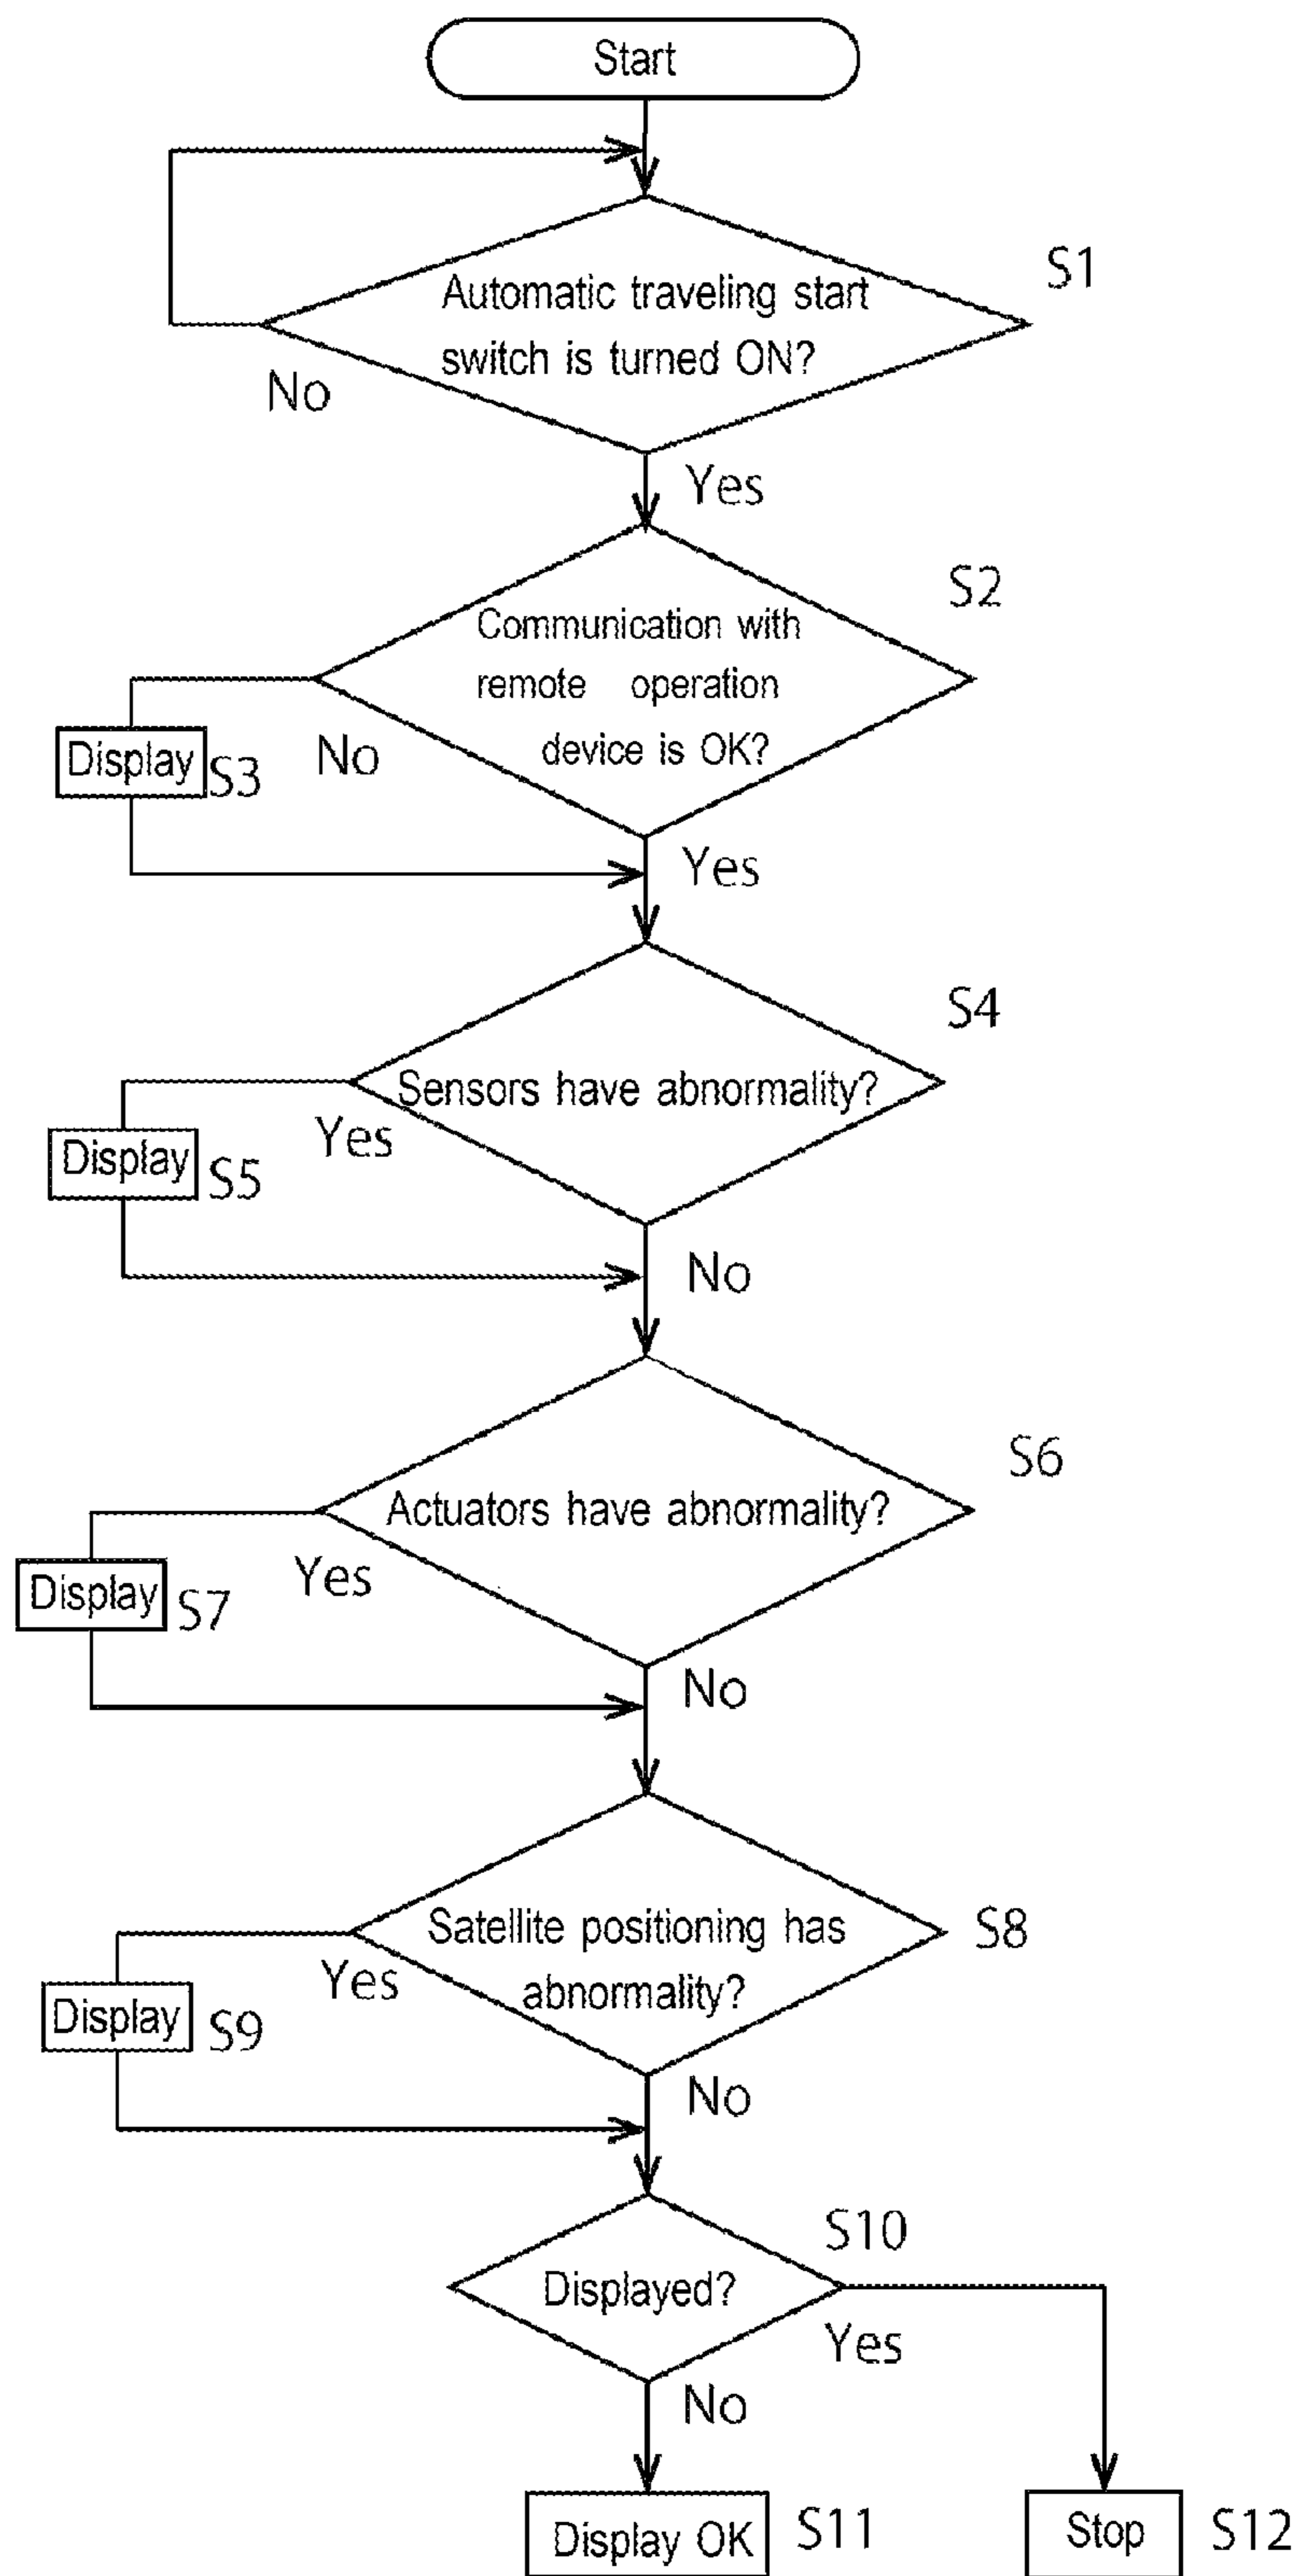 Start
S1
Automatic traveling start
switch is turned ON?
No
Yes
S2
Communication with
remote operation
device is OK?
Display
S3
No
Yes
S4
Sensors have abnormality?
Yes
Display
S5
No
S6
Actuators have abnormality?
Yes
Display
S7
No
S8
Satellite positioning has
abnormality?
Yes
Display
S9
No
S10
Displayed?
Yes
No
Display OK
S11
Stop
S12